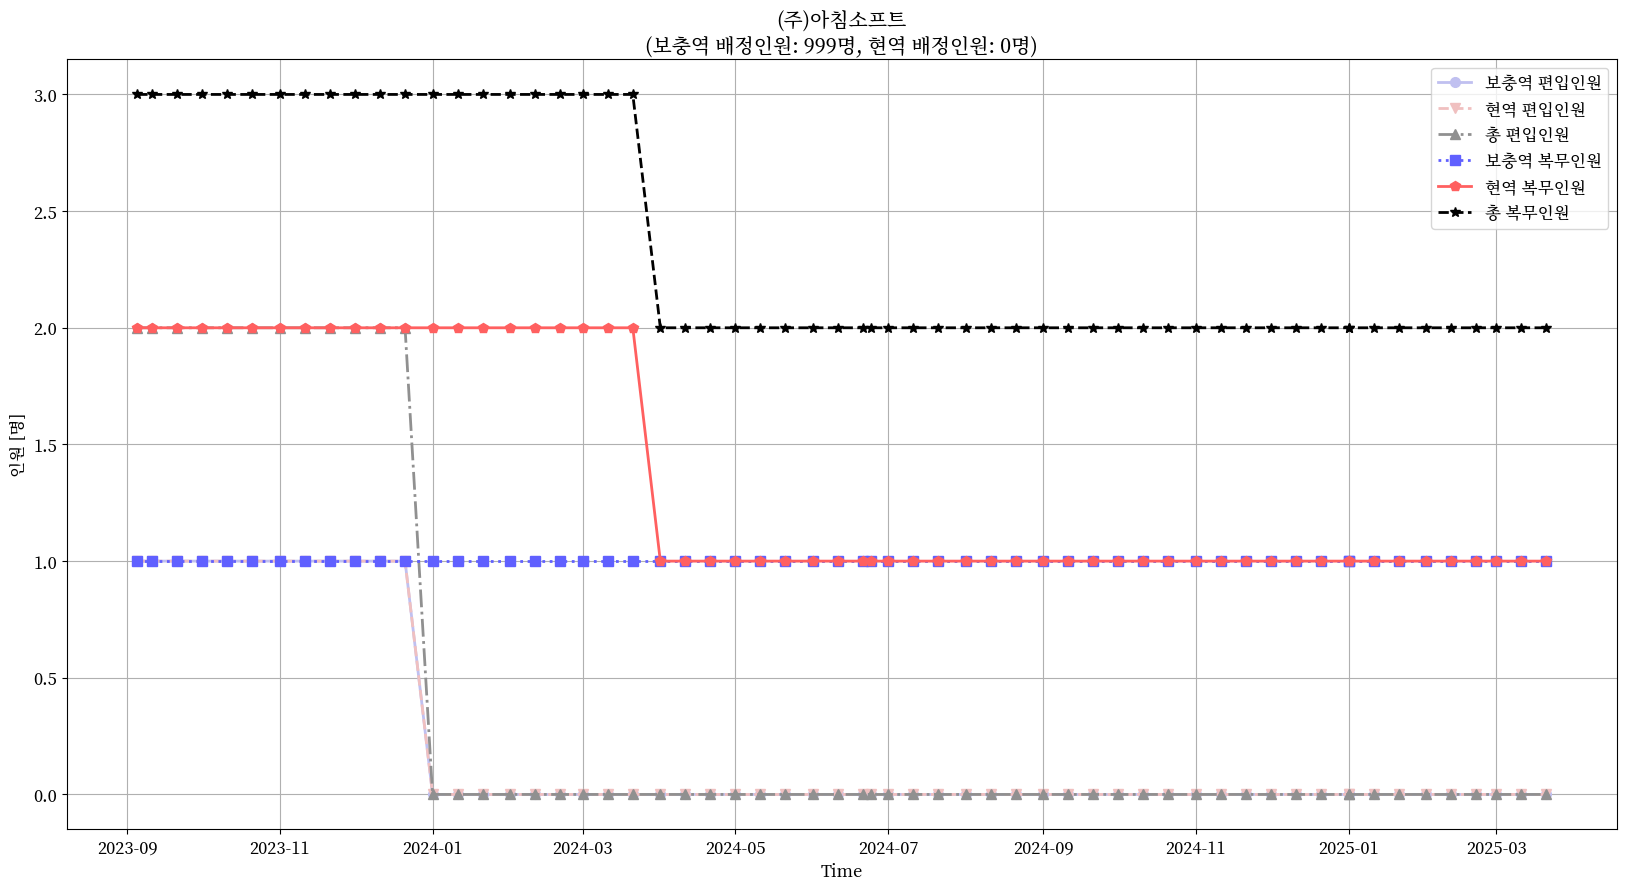 (주)아침소프트
(보충역 배정인원: 999명, 현역 배정인원: 0명)
보충역 편입인원
현역 편입인원
총 편입인원
보충역 복무인원
현역 복무인원
총 복무인원
인원 [명]
3.0
2.5
2.0
1.5
1.0
0.5
0.0
2023-09 2023-11 2024-01 2024-03 2024-05 2024-07 2024-09 2024-11 2025-01 2025-03
Time